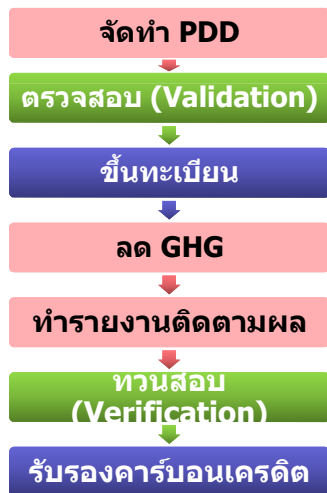 จัดทำ PDD
ตรวจสอบ (Validation)
ขึ้นทะเบียน
ลด GHG
ทำรายงานติดตามผล
ทวนสอบ
(Verification)
รับรองคาร์บอนเครดิต